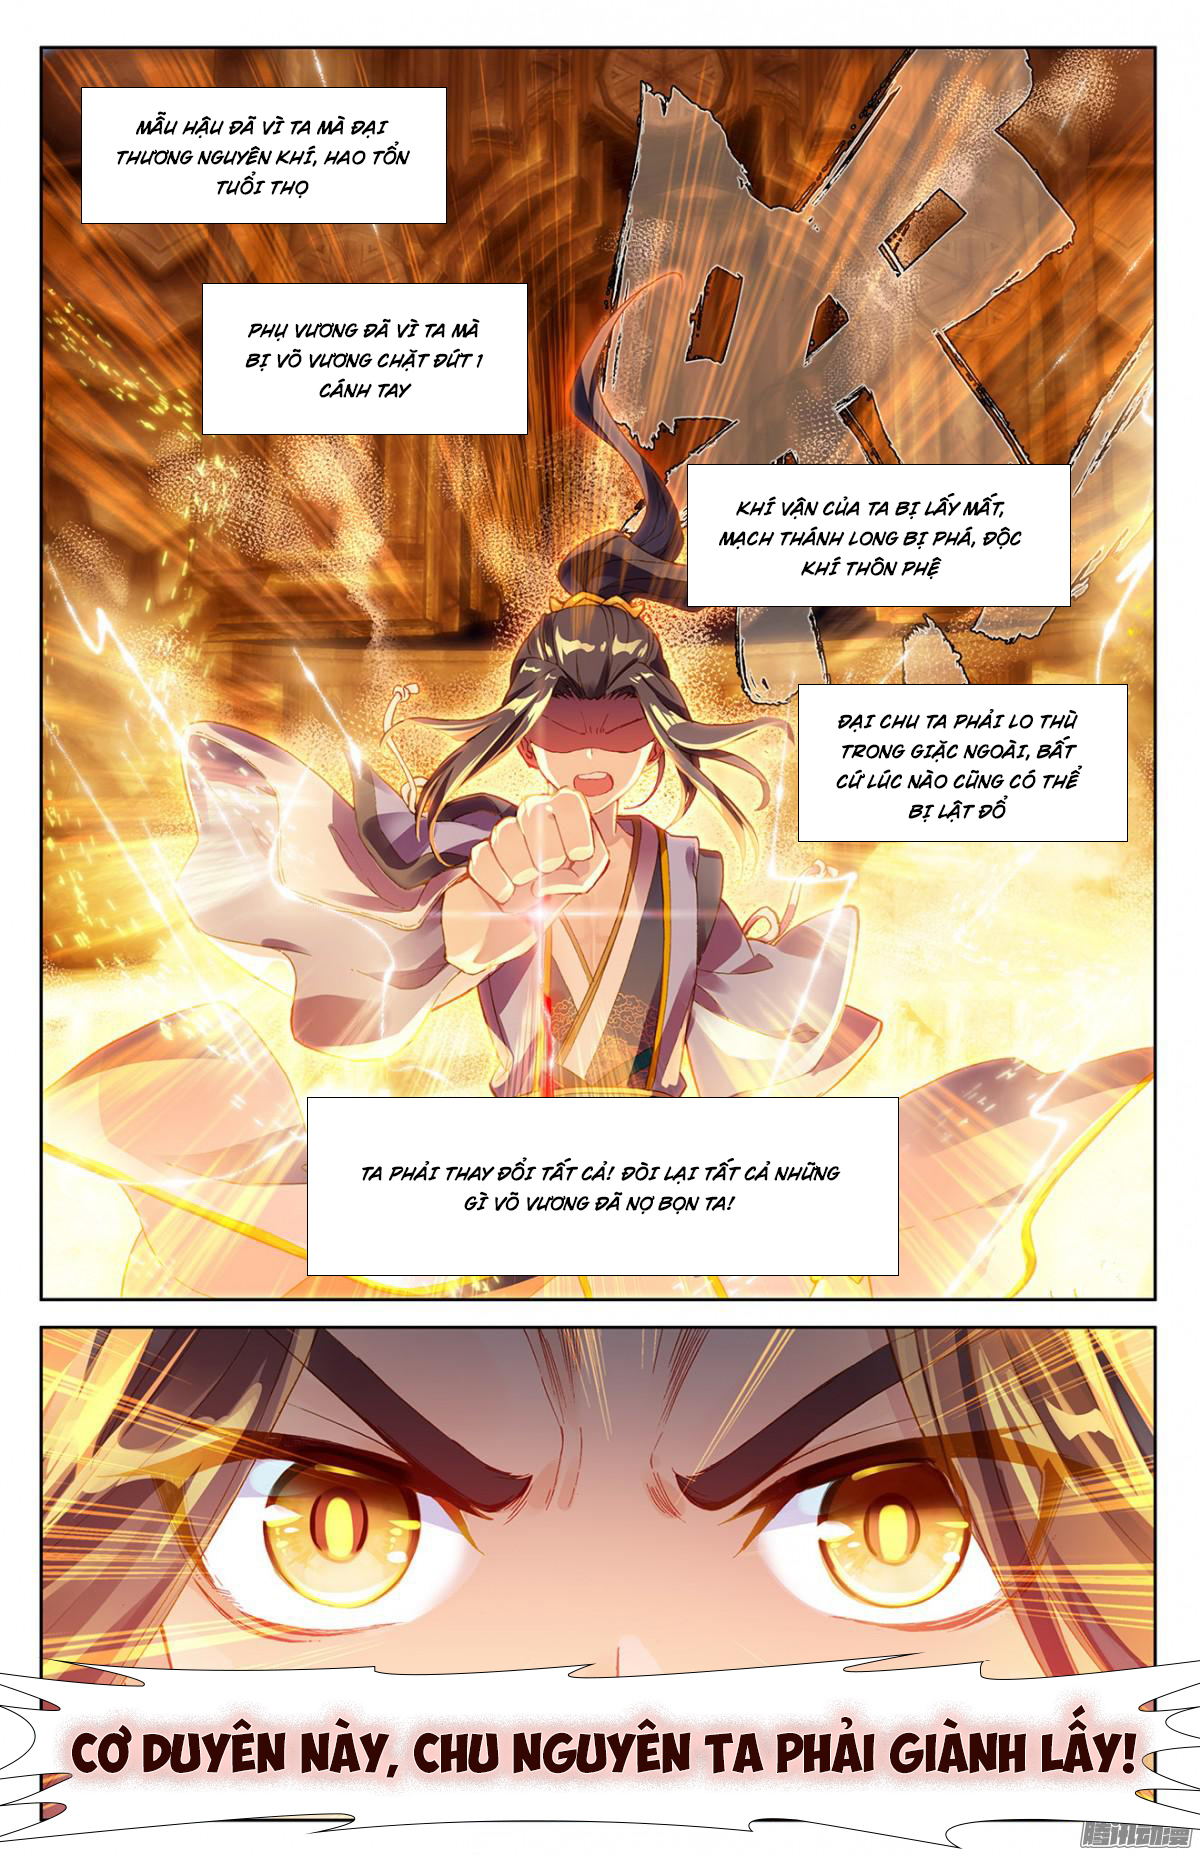 MẪU HẬU ĐÃ VÌ TA MÀ ĐẠI
THƯƠNG NGUYÊN KHÍ, HAO TỔN
TUỔI THỌ
PHỤ VƯƠNG ĐÃ VÌ TA MÀ
BỊ VÕ VƯƠNG CHẶT ĐỨT 1
CÁNH TAY
KHÍ VẬN CỦA TA BỊ LẤY MẤT,
MẠCH THÁNH LONG BỊ PHÁ, ĐỘC
KHÍ THÔN PHỆ
ĐẠI CHU TA PHẢI LO THÙ
TRONG GIẶC NGOÀI, BẤT
CỨ LÚC NÀO CŨNG CÓ THỂ
BỊ LẬT ĐỔ
TA PHẢI THAY ĐỔI TẤT CẢ! ĐÒI LẠI TẤT CẢ NHỮNG
GÌ VÕ VƯƠNG ĐÃ NỢ BỌN TA!
CƠ DUYÊN NÀY, CHU NGUYÊN TA PHẢI GIÀNH LẤY!
腾讯动漫